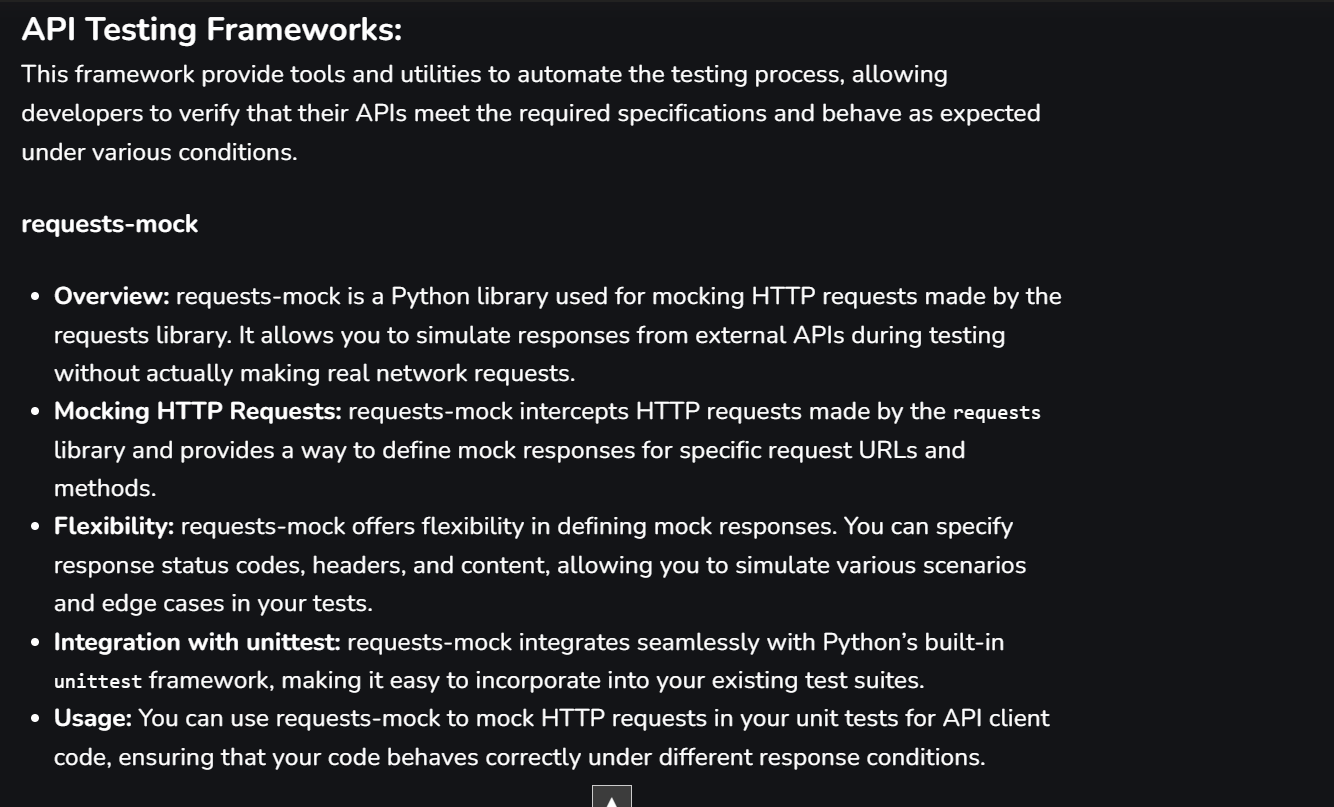 API Testing Frameworks:
This framework provide tools and utilities to automate the testing process, allowing
developers to verify that their APIs meet the required specifications and behave as expected
under various conditions.
requests-mock
• Overview: requests-mock is a Python library used for mocking HTTP requests made by the
requests library. It allows you to simulate responses from external APIs during testing
without actually making real network requests.
• Mocking HTTP Requests: requests-mock intercepts HTTP requests made by the requests
library and provides a way to define mock responses for specific request URLs and
methods.
• Flexibility: requests-mock offers flexibility in defining mock responses. You can specify
response status codes, headers, and content, allowing you to simulate various scenarios
and edge cases in your tests.
• Integration with unittest: requests-mock integrates seamlessly with Python’s built-in
unittest framework, making it easy to incorporate into your existing test suites.
• Usage: You can use requests-mock to mock HTTP requests in your unit tests for API client
code, ensuring that your code behaves correctly under different response conditions.